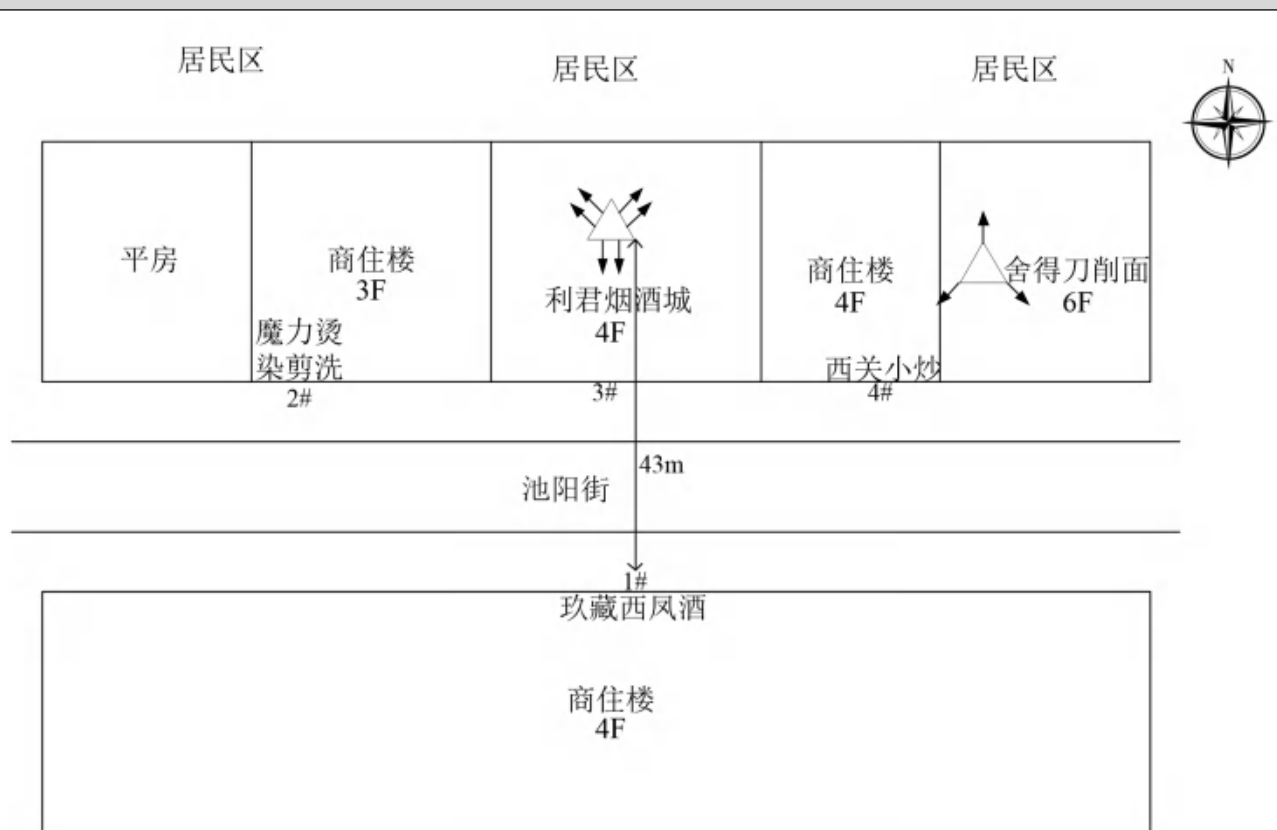 居民区
居民区
居民区
N
平房
商住楼
3F
魔力烫
染剪洗
2#
利君烟酒城
4F
3#
商住楼
4F
西关小炒
4#
舍得刀削面
6F
43m
池阳街
1#
玖藏西凤酒
商住楼
4F